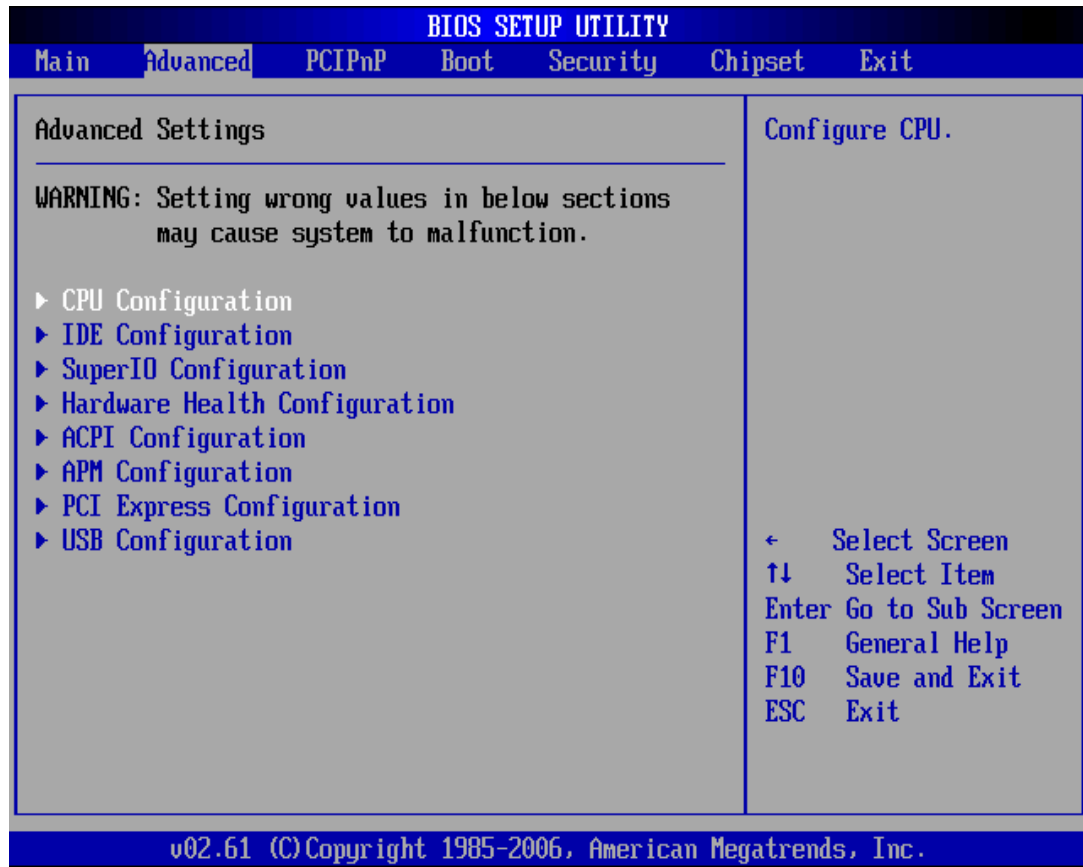 BIOS SETUP UTILITY
Main Advanced PCIPnP Boot Security Chipset Exit
Advanced Settings
WARNING: Setting wrong values in below sections
may cause system to malfunction.
▶ CPU Configuration
▶ IDE Configuration
▶ SuperIO Configuration
▶ Hardware Health Configuration
▶ ACPI Configuration
▶ APM Configuration
▶ PCI Express Configuration
▶ USB Configuration
Configure CPU.
← Select Screen
↑↓ Select Item
Enter Go to Sub Screen
F1 General Help
F10 Save and Exit
ESC Exit
v02.61 (C)Copyright 1985-2006, American Megatrends, Inc.